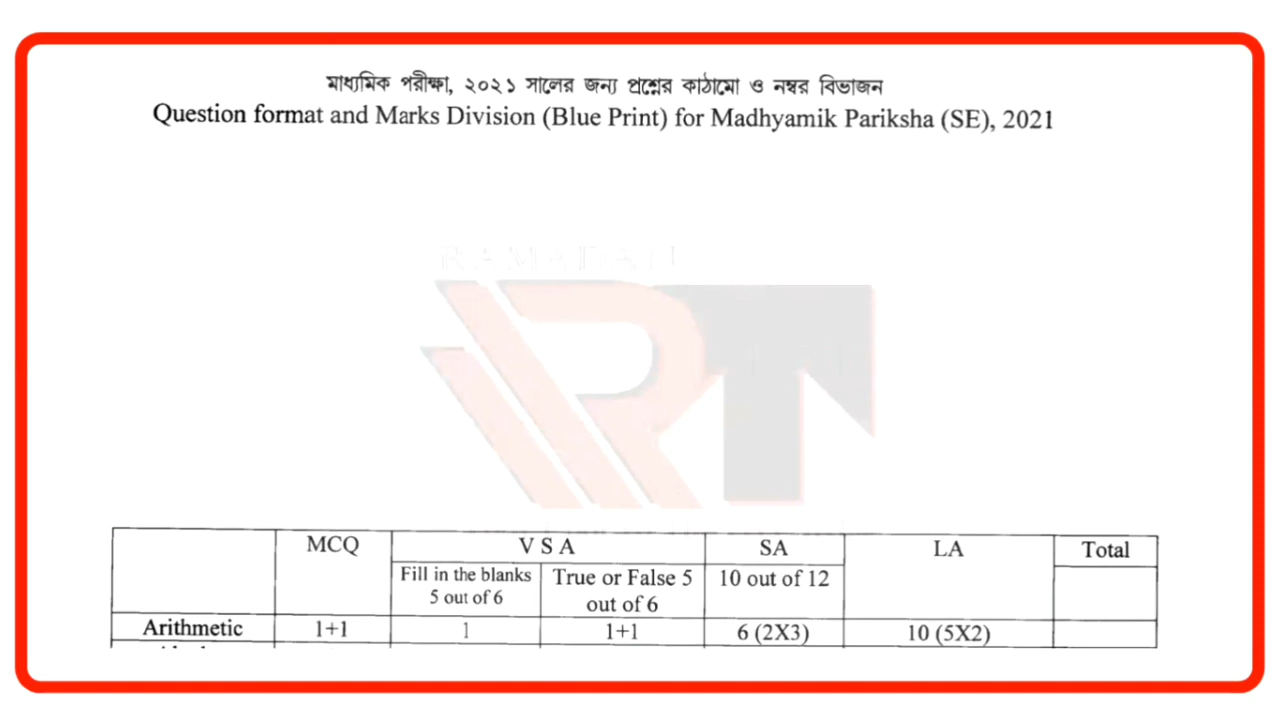 মাধ্যমিক পরীক্ষা, ২০২১ সালের জন্য প্রশ্নের কাঠামো ও নম্বর বিভাজন
Question format and Marks Division (Blue Print) for Madhyamik Pariksha (SE), 2021
MCQ V S A SA LA Total
Fill in the blanks True or False 5 10 out of 12
5 out of 6 out of 6
Arithmetic 1+1 1 1+1 6 (2X3) 10 (5X2)